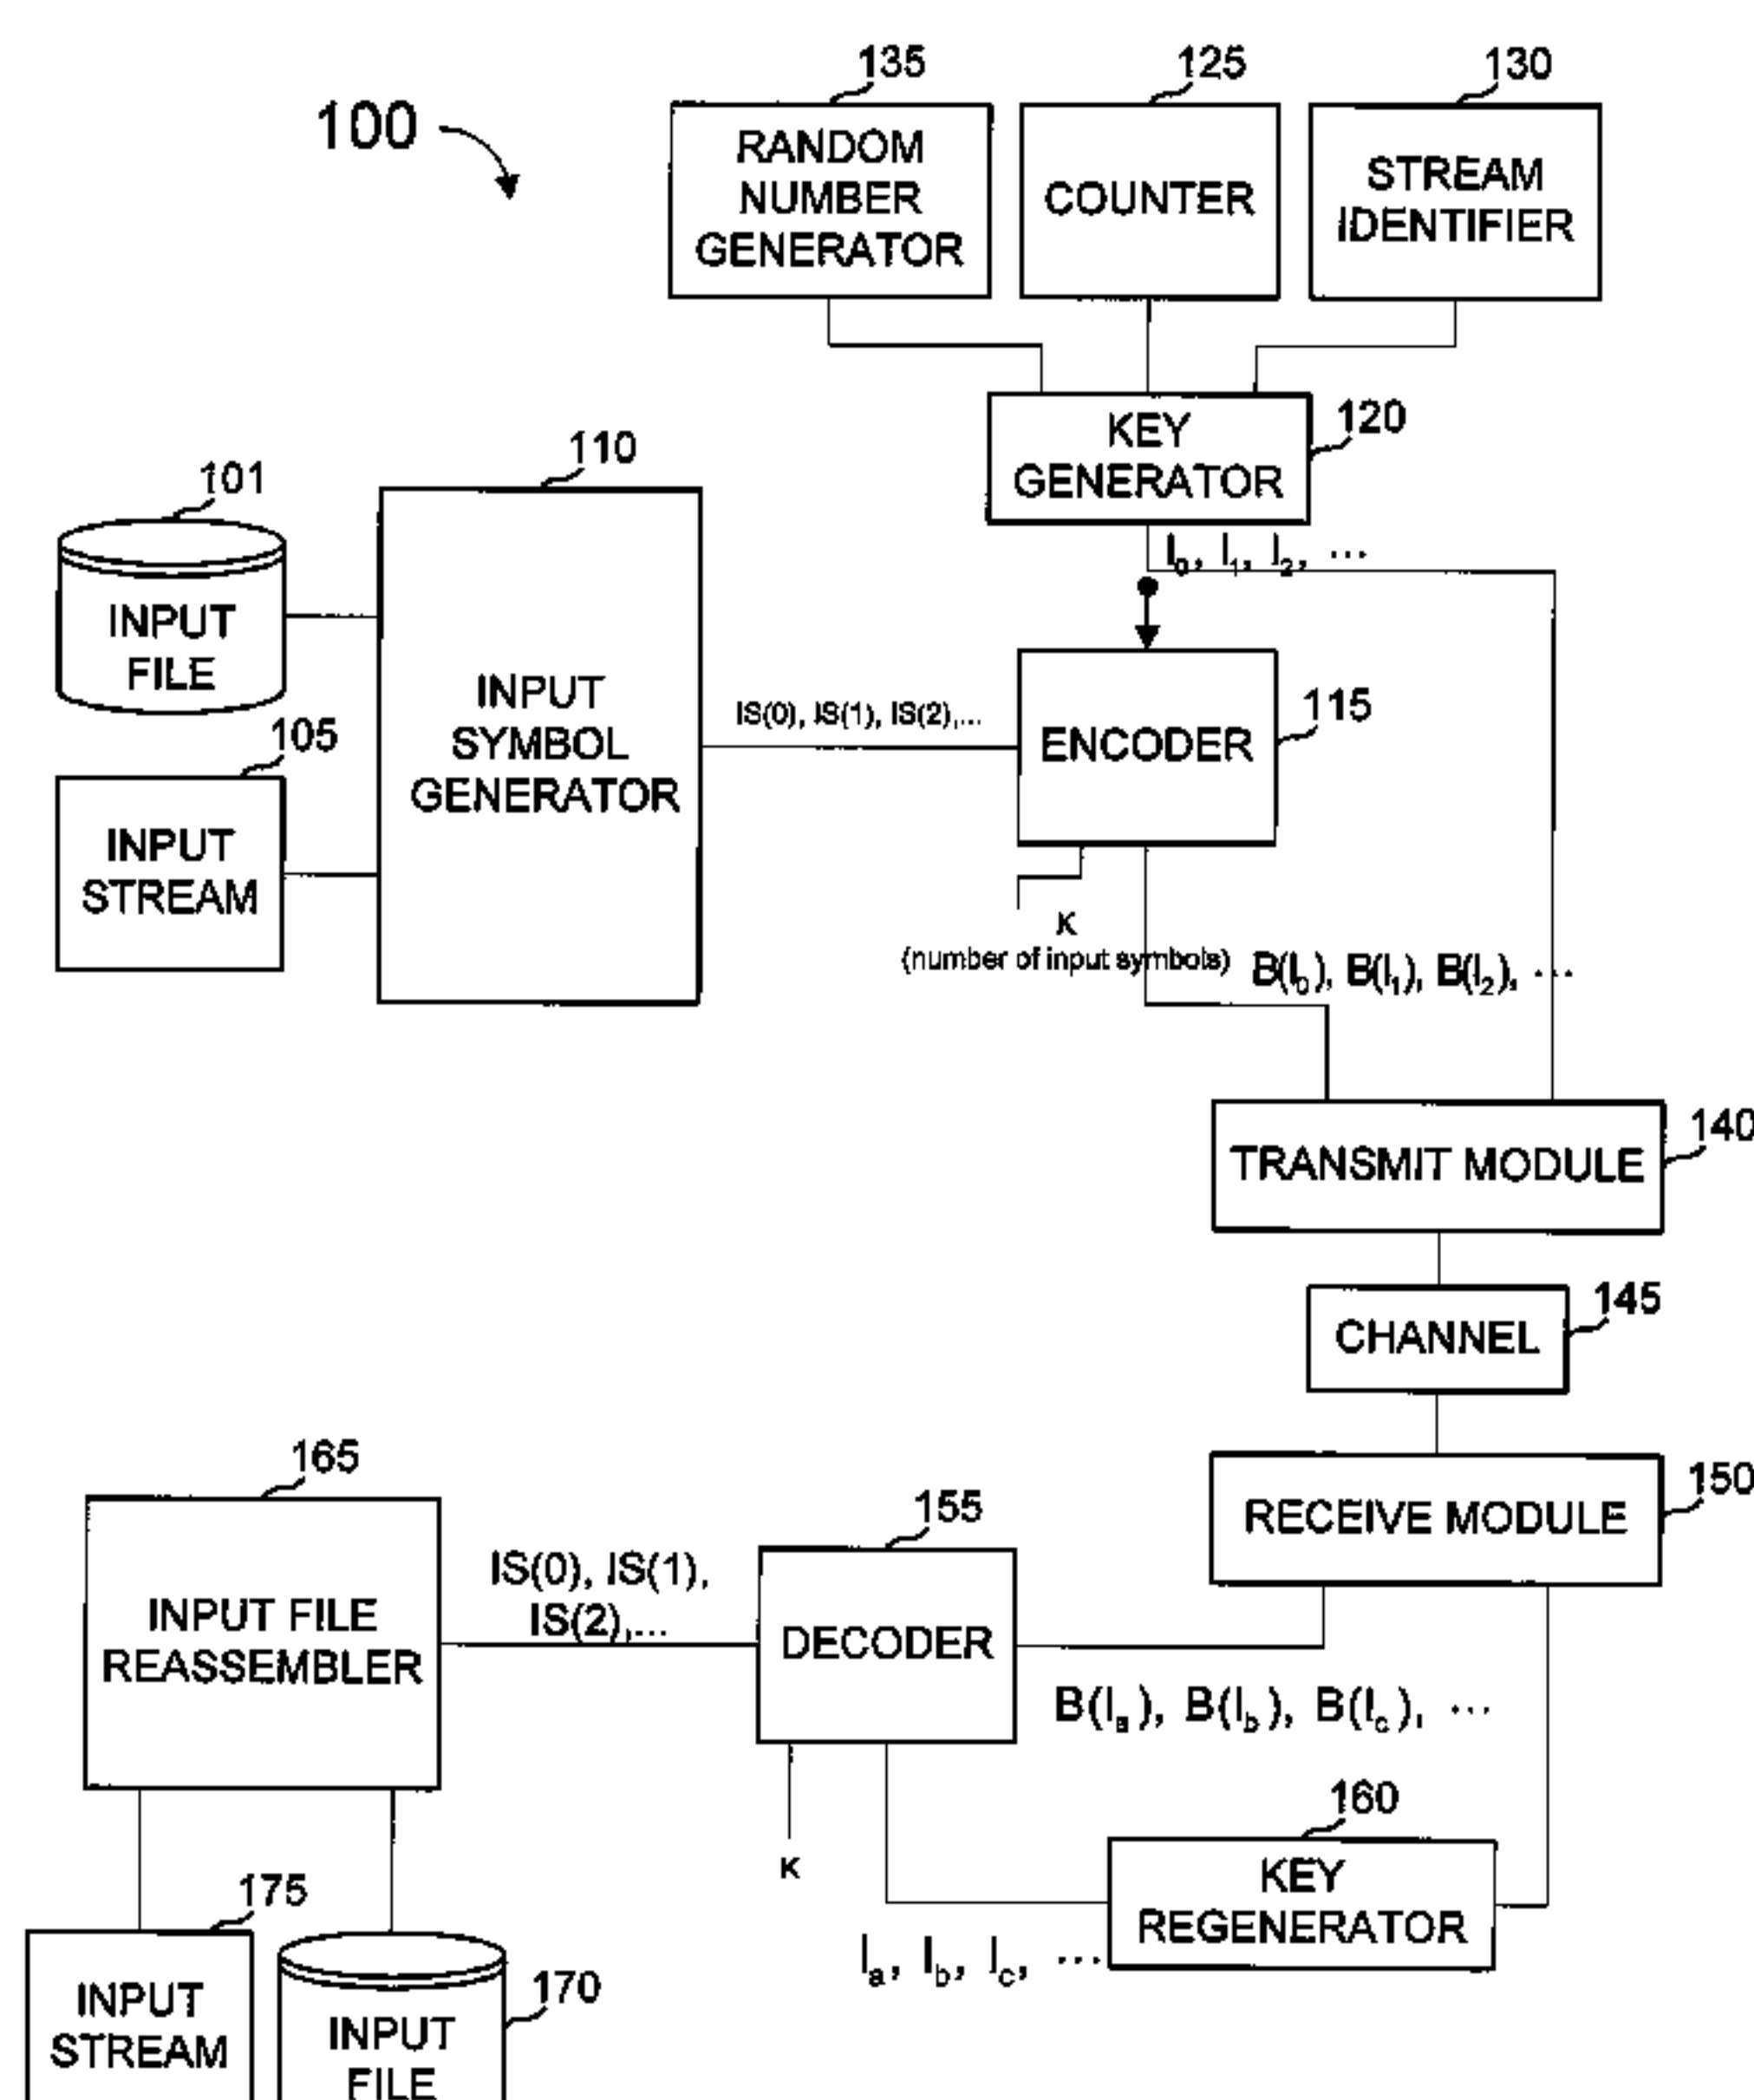 100
135
RANDOM
NUMBER
GENERATOR
125
COUNTER
130
STREAM
IDENTIFIER
KEY
GENERATOR
120
I0, I1, I2, ...
101
INPUT
FILE
105
INPUT
STREAM
110
INPUT
SYMBOL
GENERATOR
IS(0), IS(1), IS(2),...
ENCODER
115
K
(number of input symbols)
B(I0), B(I1), B(I2), ...
TRANSMIT MODULE
140
CHANNEL
145
RECEIVE MODULE
150
165
INPUT FILE
REASSEMBLER
IS(0), IS(1),
IS(2),...
155
DECODER
B(Ia), B(Ib), B(Ic), ...
K
160
KEY
REGENERATOR
Ia, Ib, Ic, ...
175
INPUT
STREAM
170
INPUT
FILE